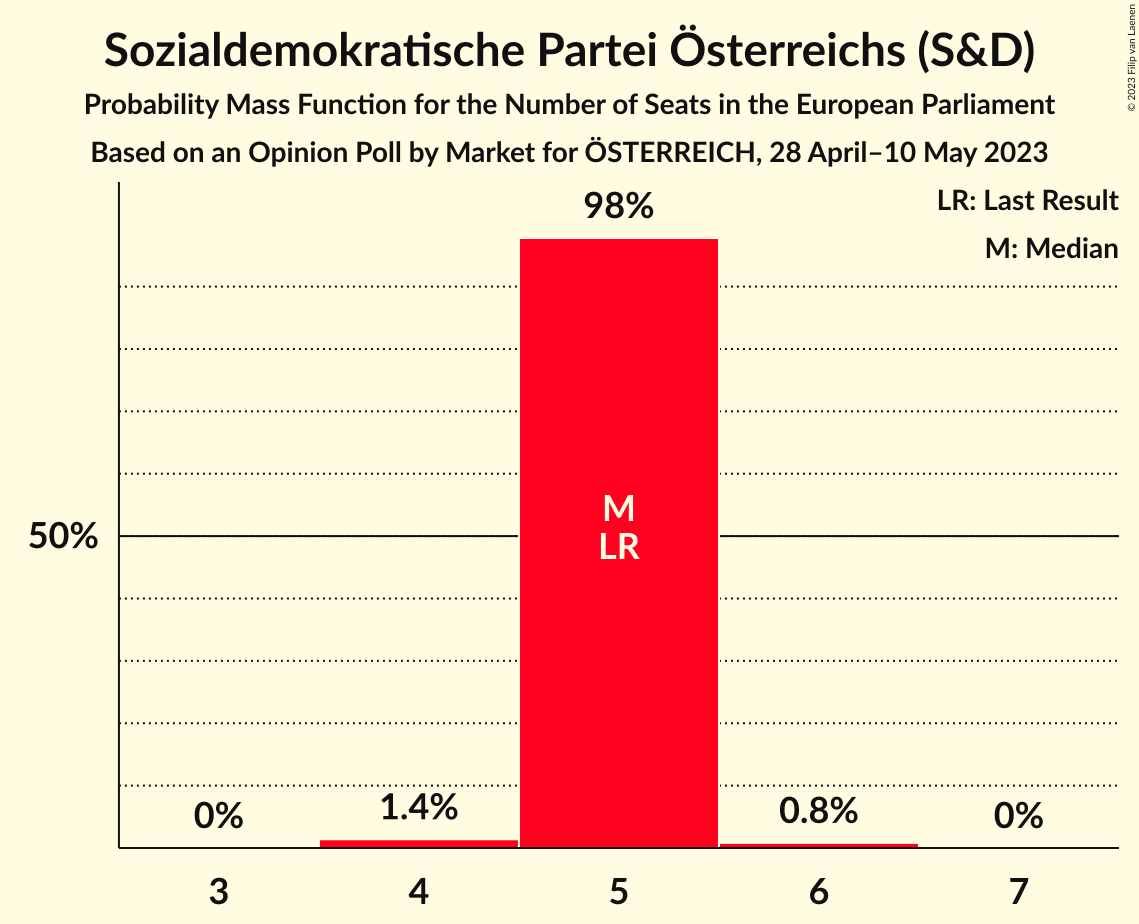 Sozialdemokratische Partei Österreichs (S&D)
Probability Mass Function for the Number of Seats in the European Parliament
Based on an Opinion Poll by Market for ÖSTERREICH, 28 April–10 May 2023
© 2023 Filip van Laenen
LR: Last Result
M: Median
98%
50%
M
LR
0%
1.4%
0.8%
0%
3
4
5
6
7